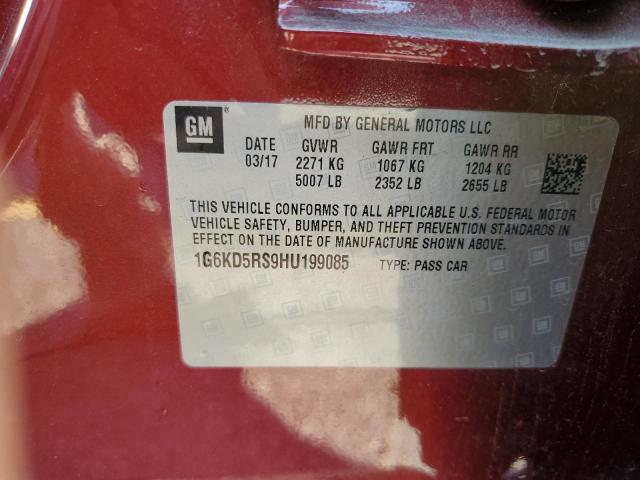 GM ®
MFD BY GENERAL MOTORS LLC
DATE GVWR GAWR FRT GAWR RR
03/17 2271 KG 1067 KG 1204 KG
5007 LB 2352 LB 2655 LB
THIS VEHICLE CONFORMS TO ALL APPLICABLE U.S. FEDERAL MOTOR
VEHICLE SAFETY, BUMPER, AND THEFT PREVENTION STANDARDS IN
EFFECT ON THE DATE OF MANUFACTURE SHOWN ABOVE.
1G6KD5RS9HU199085 TYPE: PASS CAR